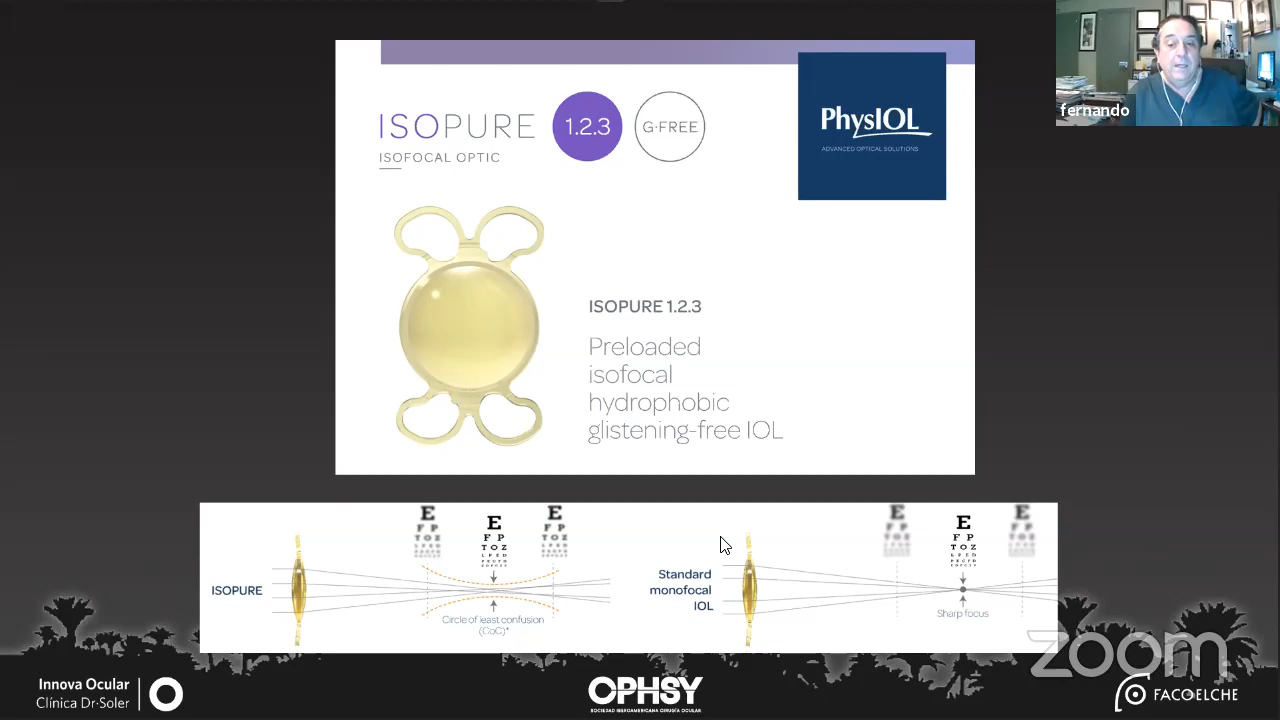 fernando
ISOPURE
ISOFOCAL OPTIC
1.2.3
G·FREE
PhysIOL
ADVANCED OPTICAL SOLUTIONS
ISOPURE 1.2.3
Preloaded
isofocal
hydrophobic
glistening-free IOL
ISOPURE
E
F P
T O Z
E
F P
T O Z
L P E D
E
F P
T O Z
Circle of least confusion
(CoC)*
Standard
monofocal
IOL
E
E
F P
T O Z
L P E D
E
Sharp focus
zoom
Innova Ocular
Clínica Dr·Soler
OPHSY
SOCIEDAD IBEROAMERICANA CIRUGÍA OCULAR
FACOELCHE